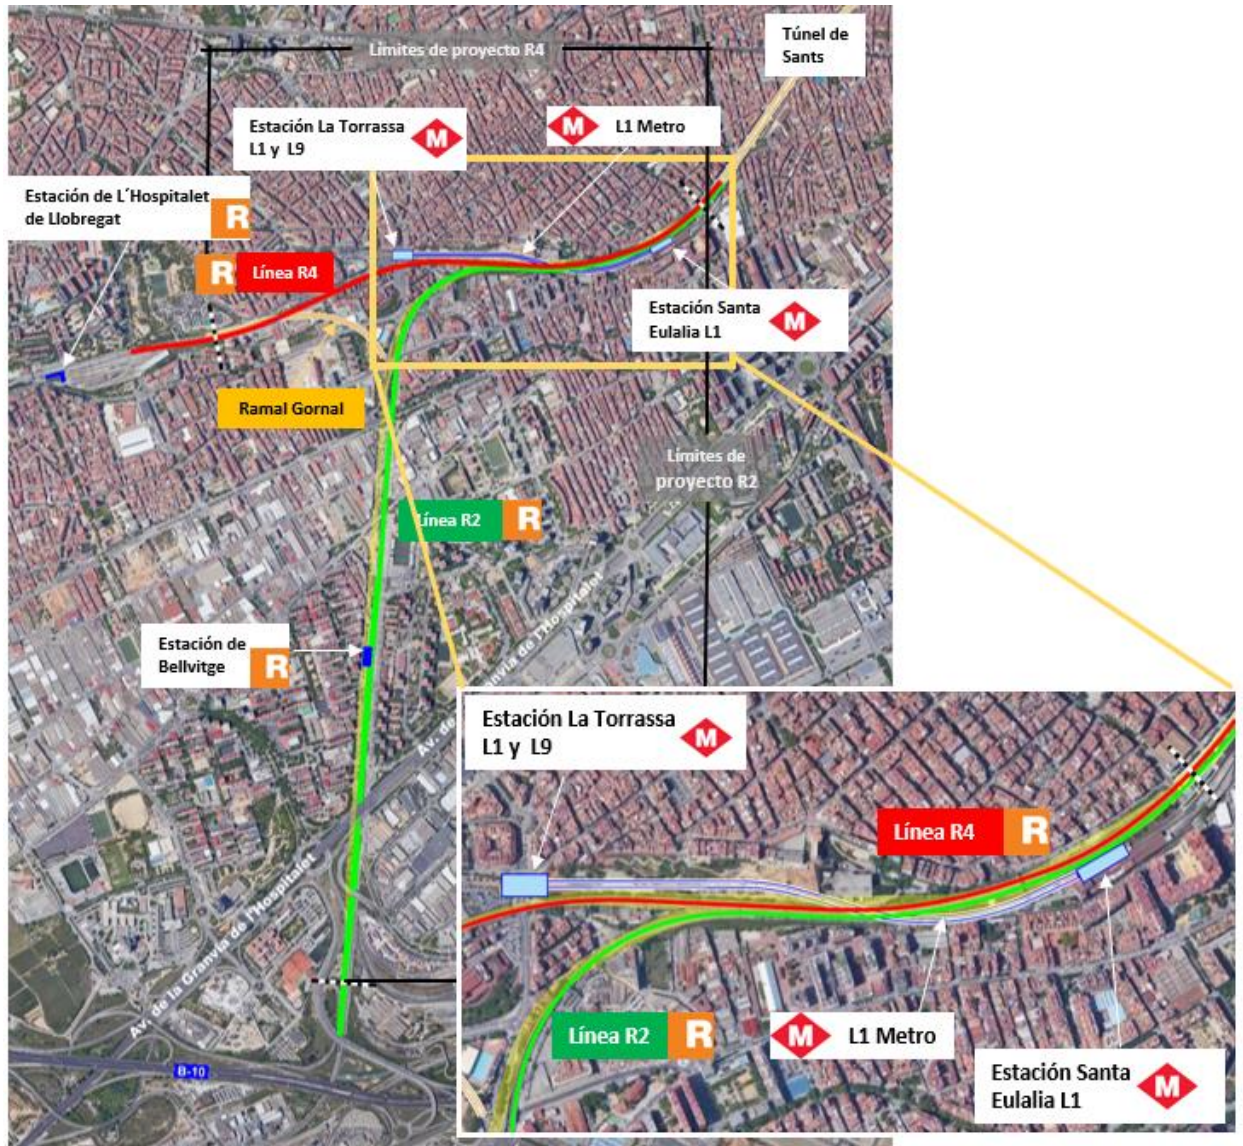 Túnel de
Sants
Límites de proyecto R4
Estación La Torrassa
L1 y L9
M
M
L1 Metro
Estación de L´Hospitalet
de Llobregat
R
R
Línea R4
Estación Santa
Eulalia L1
M
Ramal Gornal
Límites de
proyecto R2
Línea R2
R
Estación de
Bellvitge
R
Av. de la Granvia de l'Hospitalet
Av. de la Granvia de l'Hospitalet
B-10
Estación La Torrassa
L1 y L9
M
Línea R4
R
Línea R2
R
M
L1 Metro
Estación Santa
Eulalia L1
M